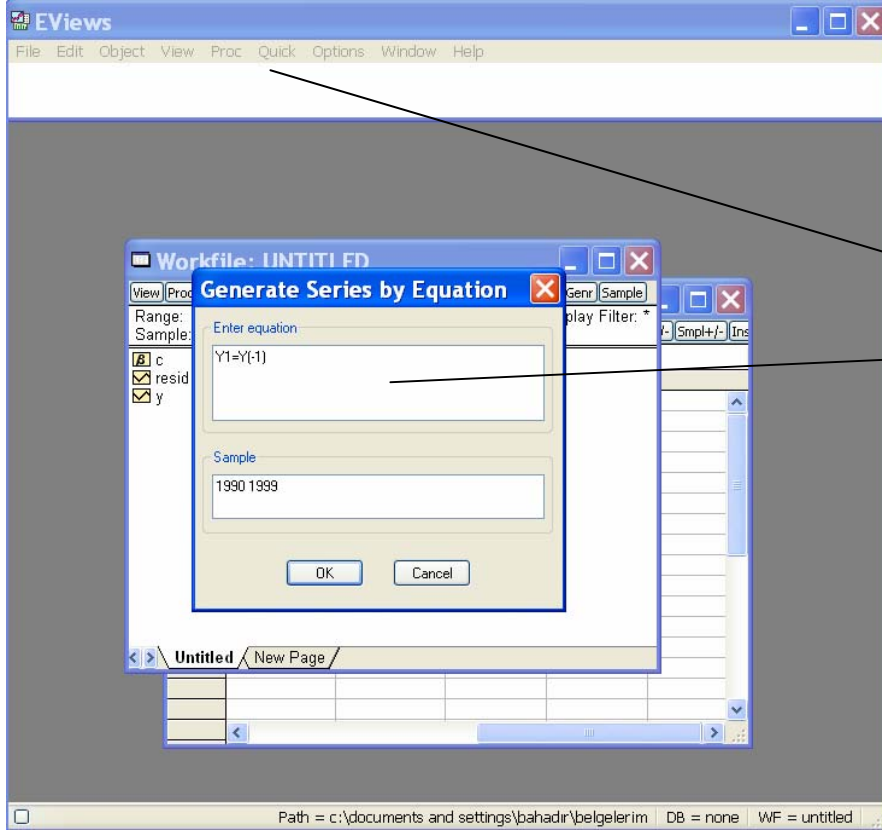 EViews
File Edit Object View Proc Quick Options Window Help
Workfile: UNTITLED
View Proc Genr Sample
Generate Series by Equation
Range: Display Filter: *
Sample:
Enter equation
Y1=Y(-1)
Smpl+/- Ins
c
resid
y
Sample
1990 1999
OK Cancel
Untitled New Page
Path = c:\documents and settings\bahadır\belgelerim DB = none WF = untitled